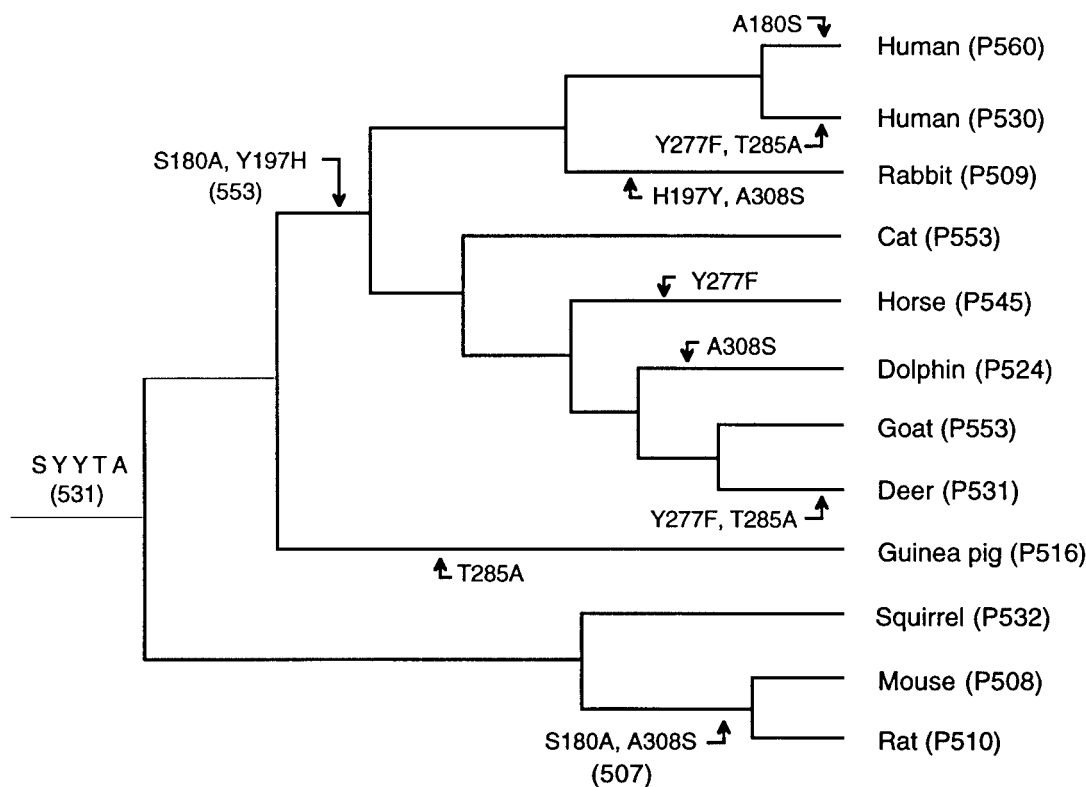 A180S
Human (P560)
Human (P530)
Y277F, T285A
S180A, Y197H
(553)
Rabbit (P509)
H197Y, A308S
Cat (P553)
Y277F
Horse (P545)
A308S
Dolphin (P524)
Goat (P553)
S Y Y T A
(531)
Deer (P531)
Y277F, T285A
Guinea pig (P516)
T285A
Squirrel (P532)
Mouse (P508)
S180A, A308S
(507)
Rat (P510)